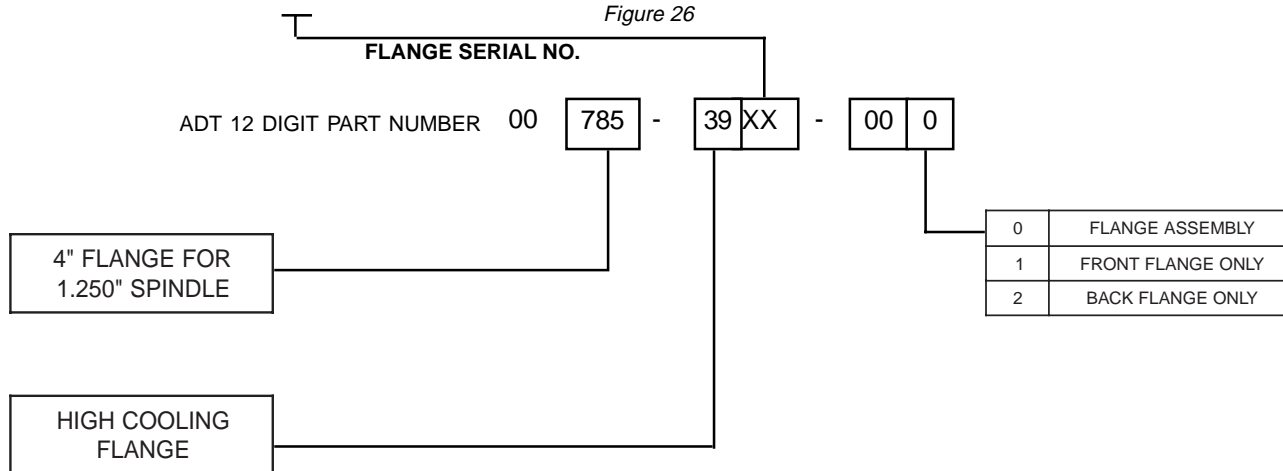 Figure 26
FLANGE SERIAL NO.
ADT 12 DIGIT PART NUMBER 00 785 - 39 XX - 00 0
0 FLANGE ASSEMBLY
1 FRONT FLANGE ONLY
2 BACK FLANGE ONLY
4" FLANGE FOR
1.250" SPINDLE
HIGH COOLING
FLANGE